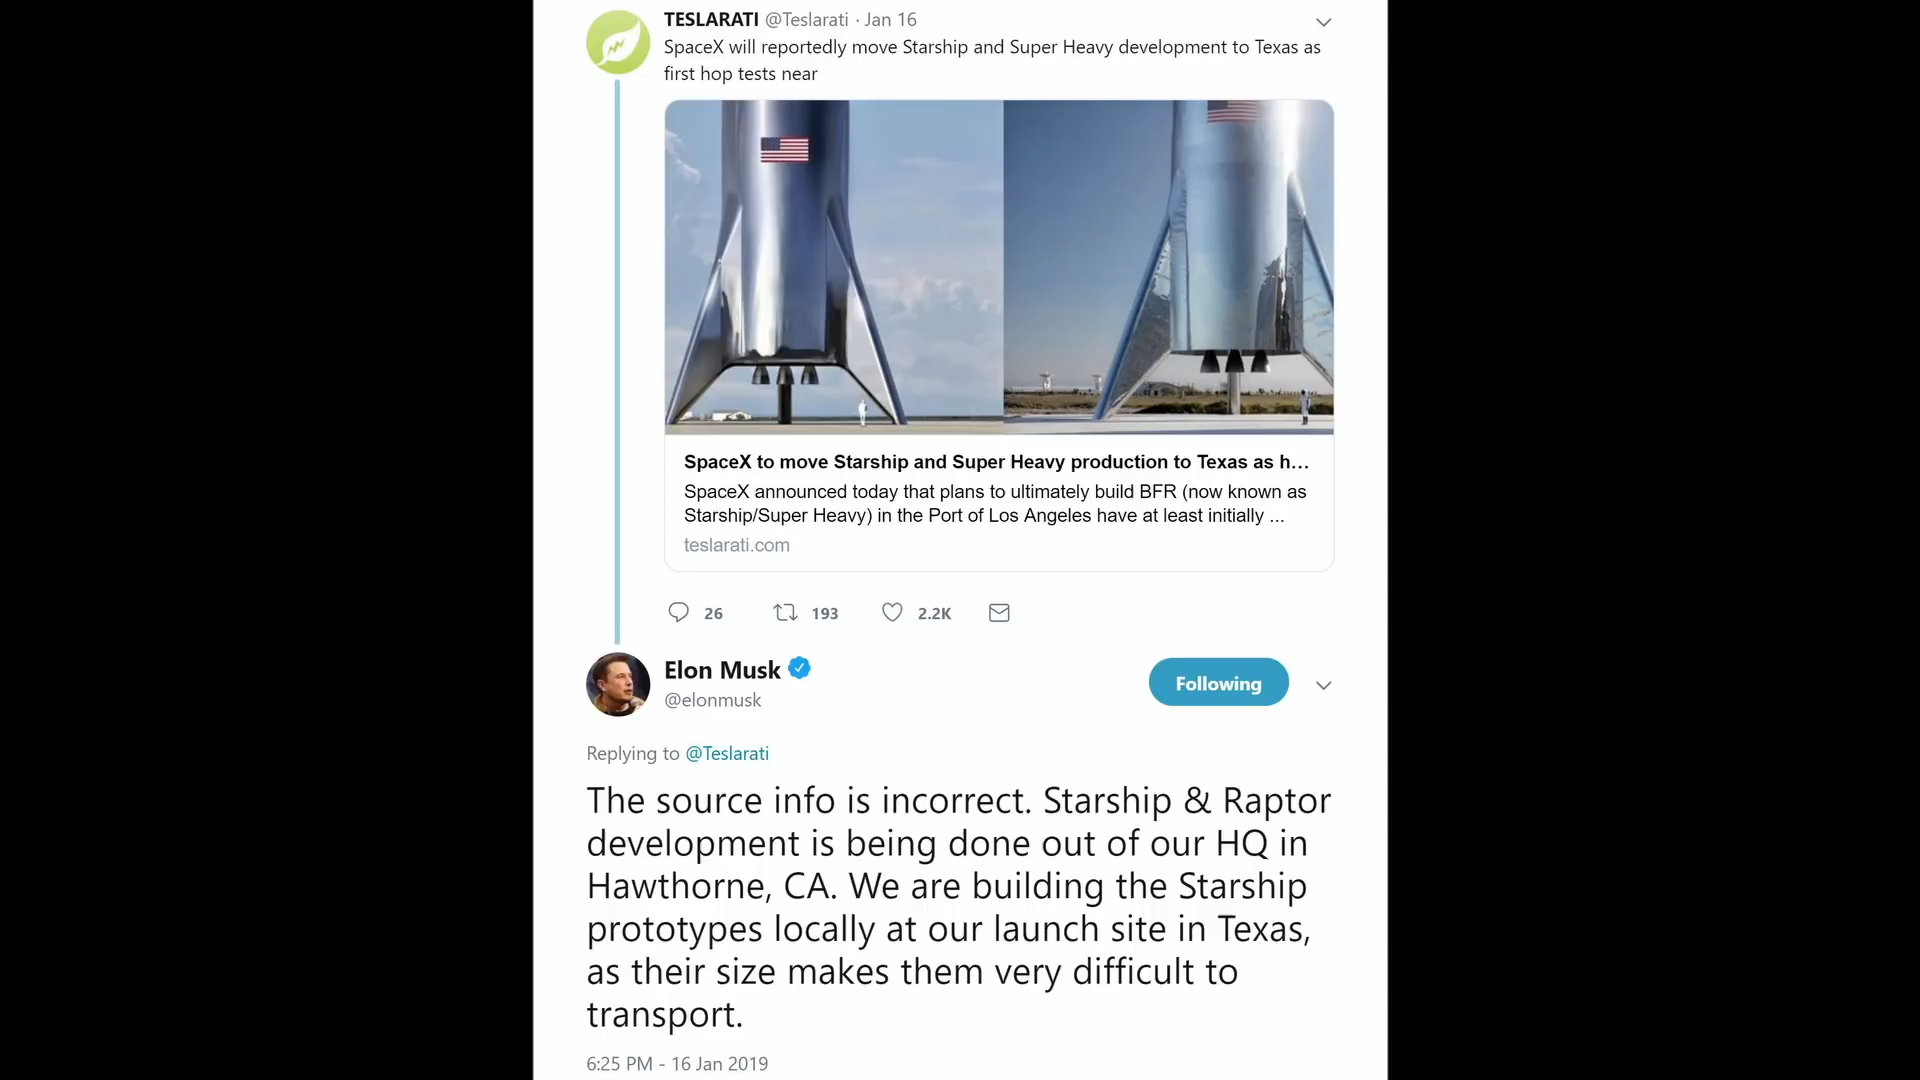 TESLARATI @Teslarati · Jan 16
SpaceX will reportedly move Starship and Super Heavy development to Texas as
first hop tests near
SpaceX to move Starship and Super Heavy production to Texas as h...
SpaceX announced today that plans to ultimately build BFR (now known as
Starship/Super Heavy) in the Port of Los Angeles have at least initially ...
teslarati.com
26 193 2.2K
Elon Musk
@elonmusk
Following
Replying to @Teslarati
The source info is incorrect. Starship & Raptor
development is being done out of our HQ in
Hawthorne, CA. We are building the Starship
prototypes locally at our launch site in Texas,
as their size makes them very difficult to
transport.
6:25 PM - 16 Jan 2019